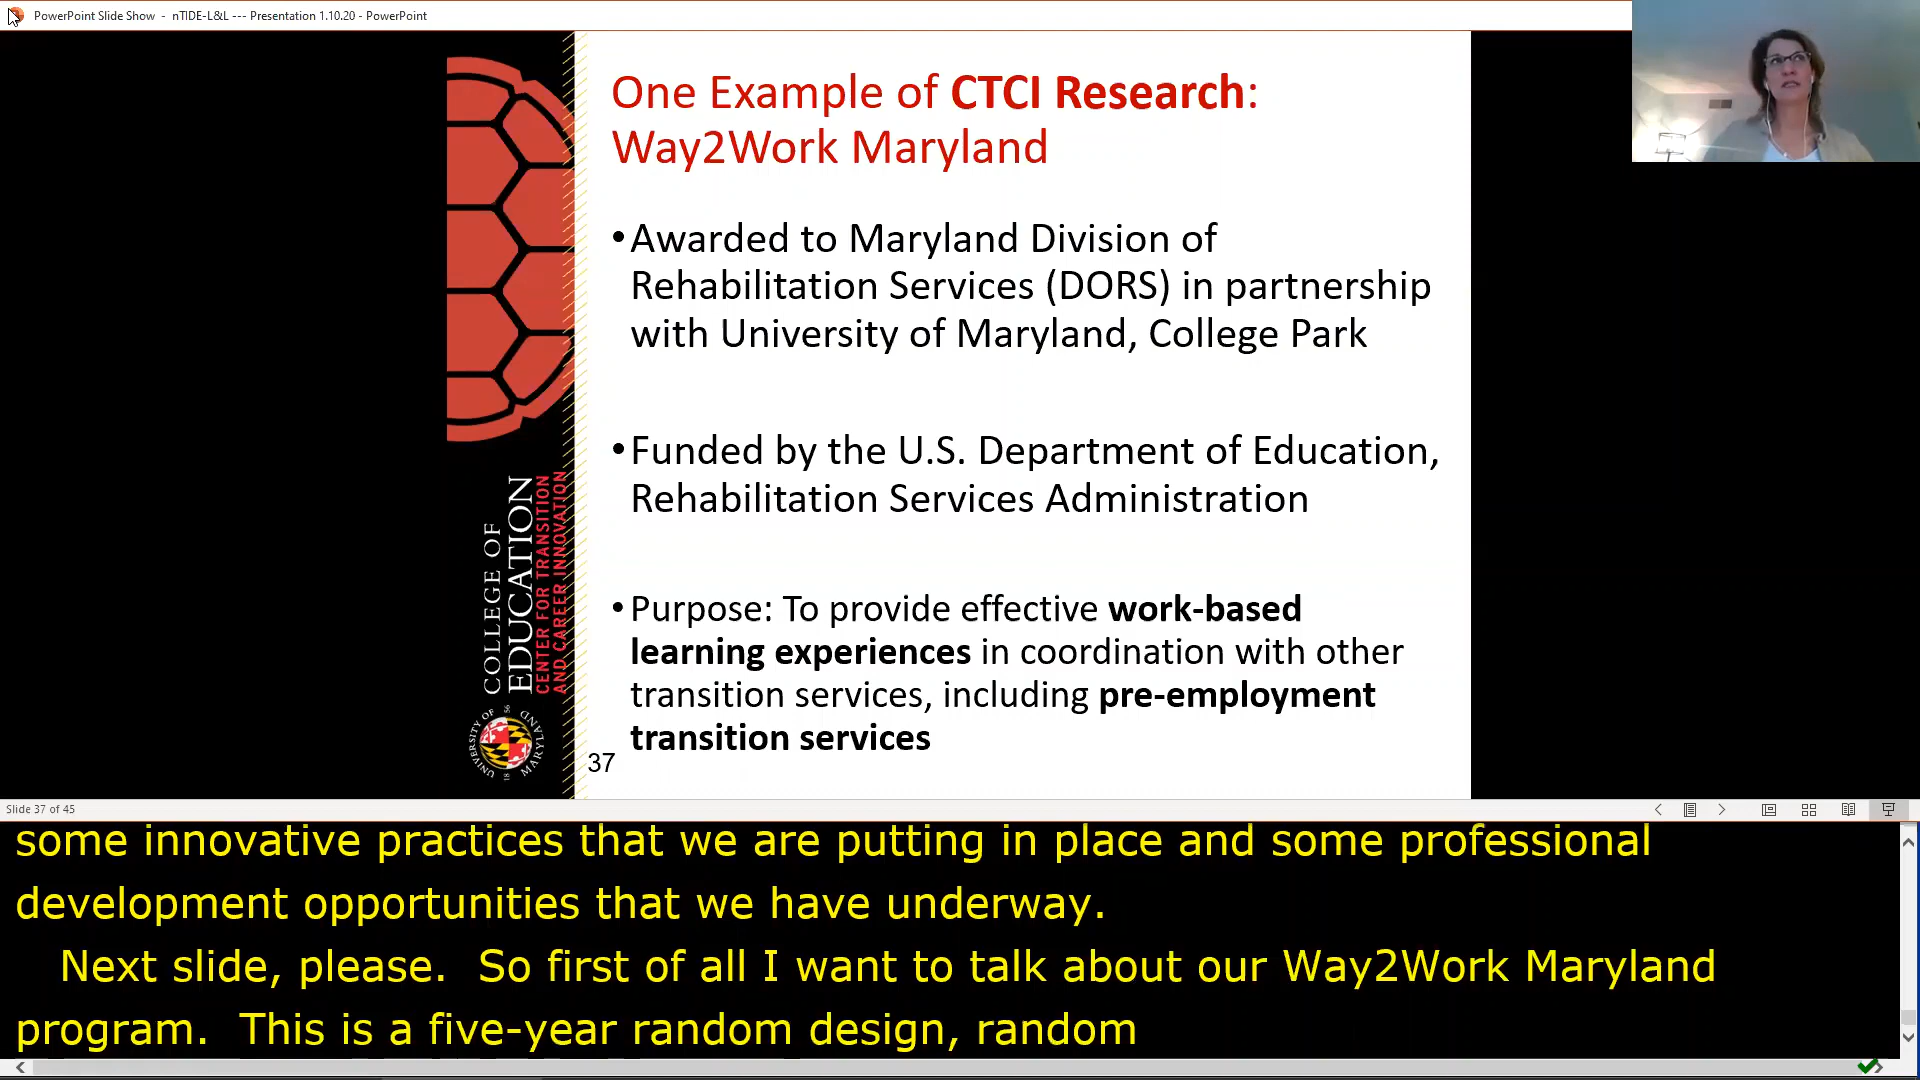 PowerPoint Slide Show - nTIDE-L&L --- Presentation 1.10.20 - PowerPoint
One Example of CTCI Research:
Way2Work Maryland
•Awarded to Maryland Division of
Rehabilitation Services (DORS) in partnership
with University of Maryland, College Park
•Funded by the U.S. Department of Education,
Rehabilitation Services Administration
•Purpose: To provide effective work-based
learning experiences in coordination with other
transition services, including pre-employment
transition services
37
COLLEGE OF
EDUCATION
CENTER FOR TRANSITION
AND CAREER INNOVATION
UNIVERSITY OF MARYLAND
18 56
Slide 37 of 45
some innovative practices that we are putting in place and some professional
development opportunities that we have underway.
Next slide, please. So first of all I want to talk about our Way2Work Maryland
program. This is a five-year random design, random